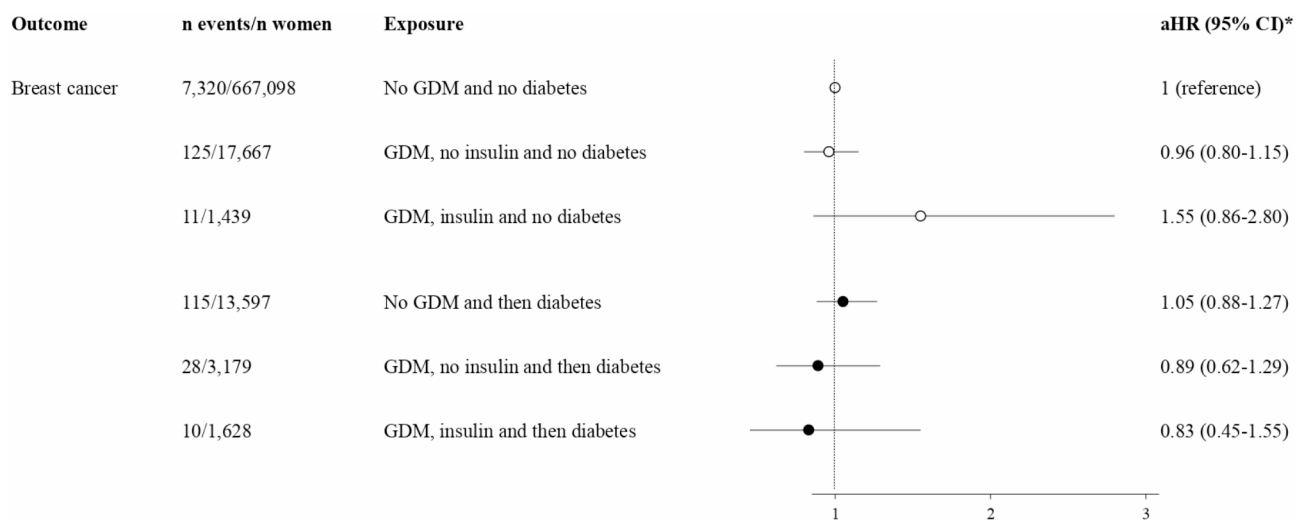 Outcome n events/n women Exposure aHR (95% CI)*
Breast cancer 7,320/667,098 No GDM and no diabetes 1 (reference)
125/17,667 GDM, no insulin and no diabetes 0.96 (0.80-1.15)
11/1,439 GDM, insulin and no diabetes 1.55 (0.86-2.80)
115/13,597 No GDM and then diabetes 1.05 (0.88-1.27)
28/3,179 GDM, no insulin and then diabetes 0.89 (0.62-1.29)
10/1,628 GDM, insulin and then diabetes 0.83 (0.45-1.55)
1 2 3